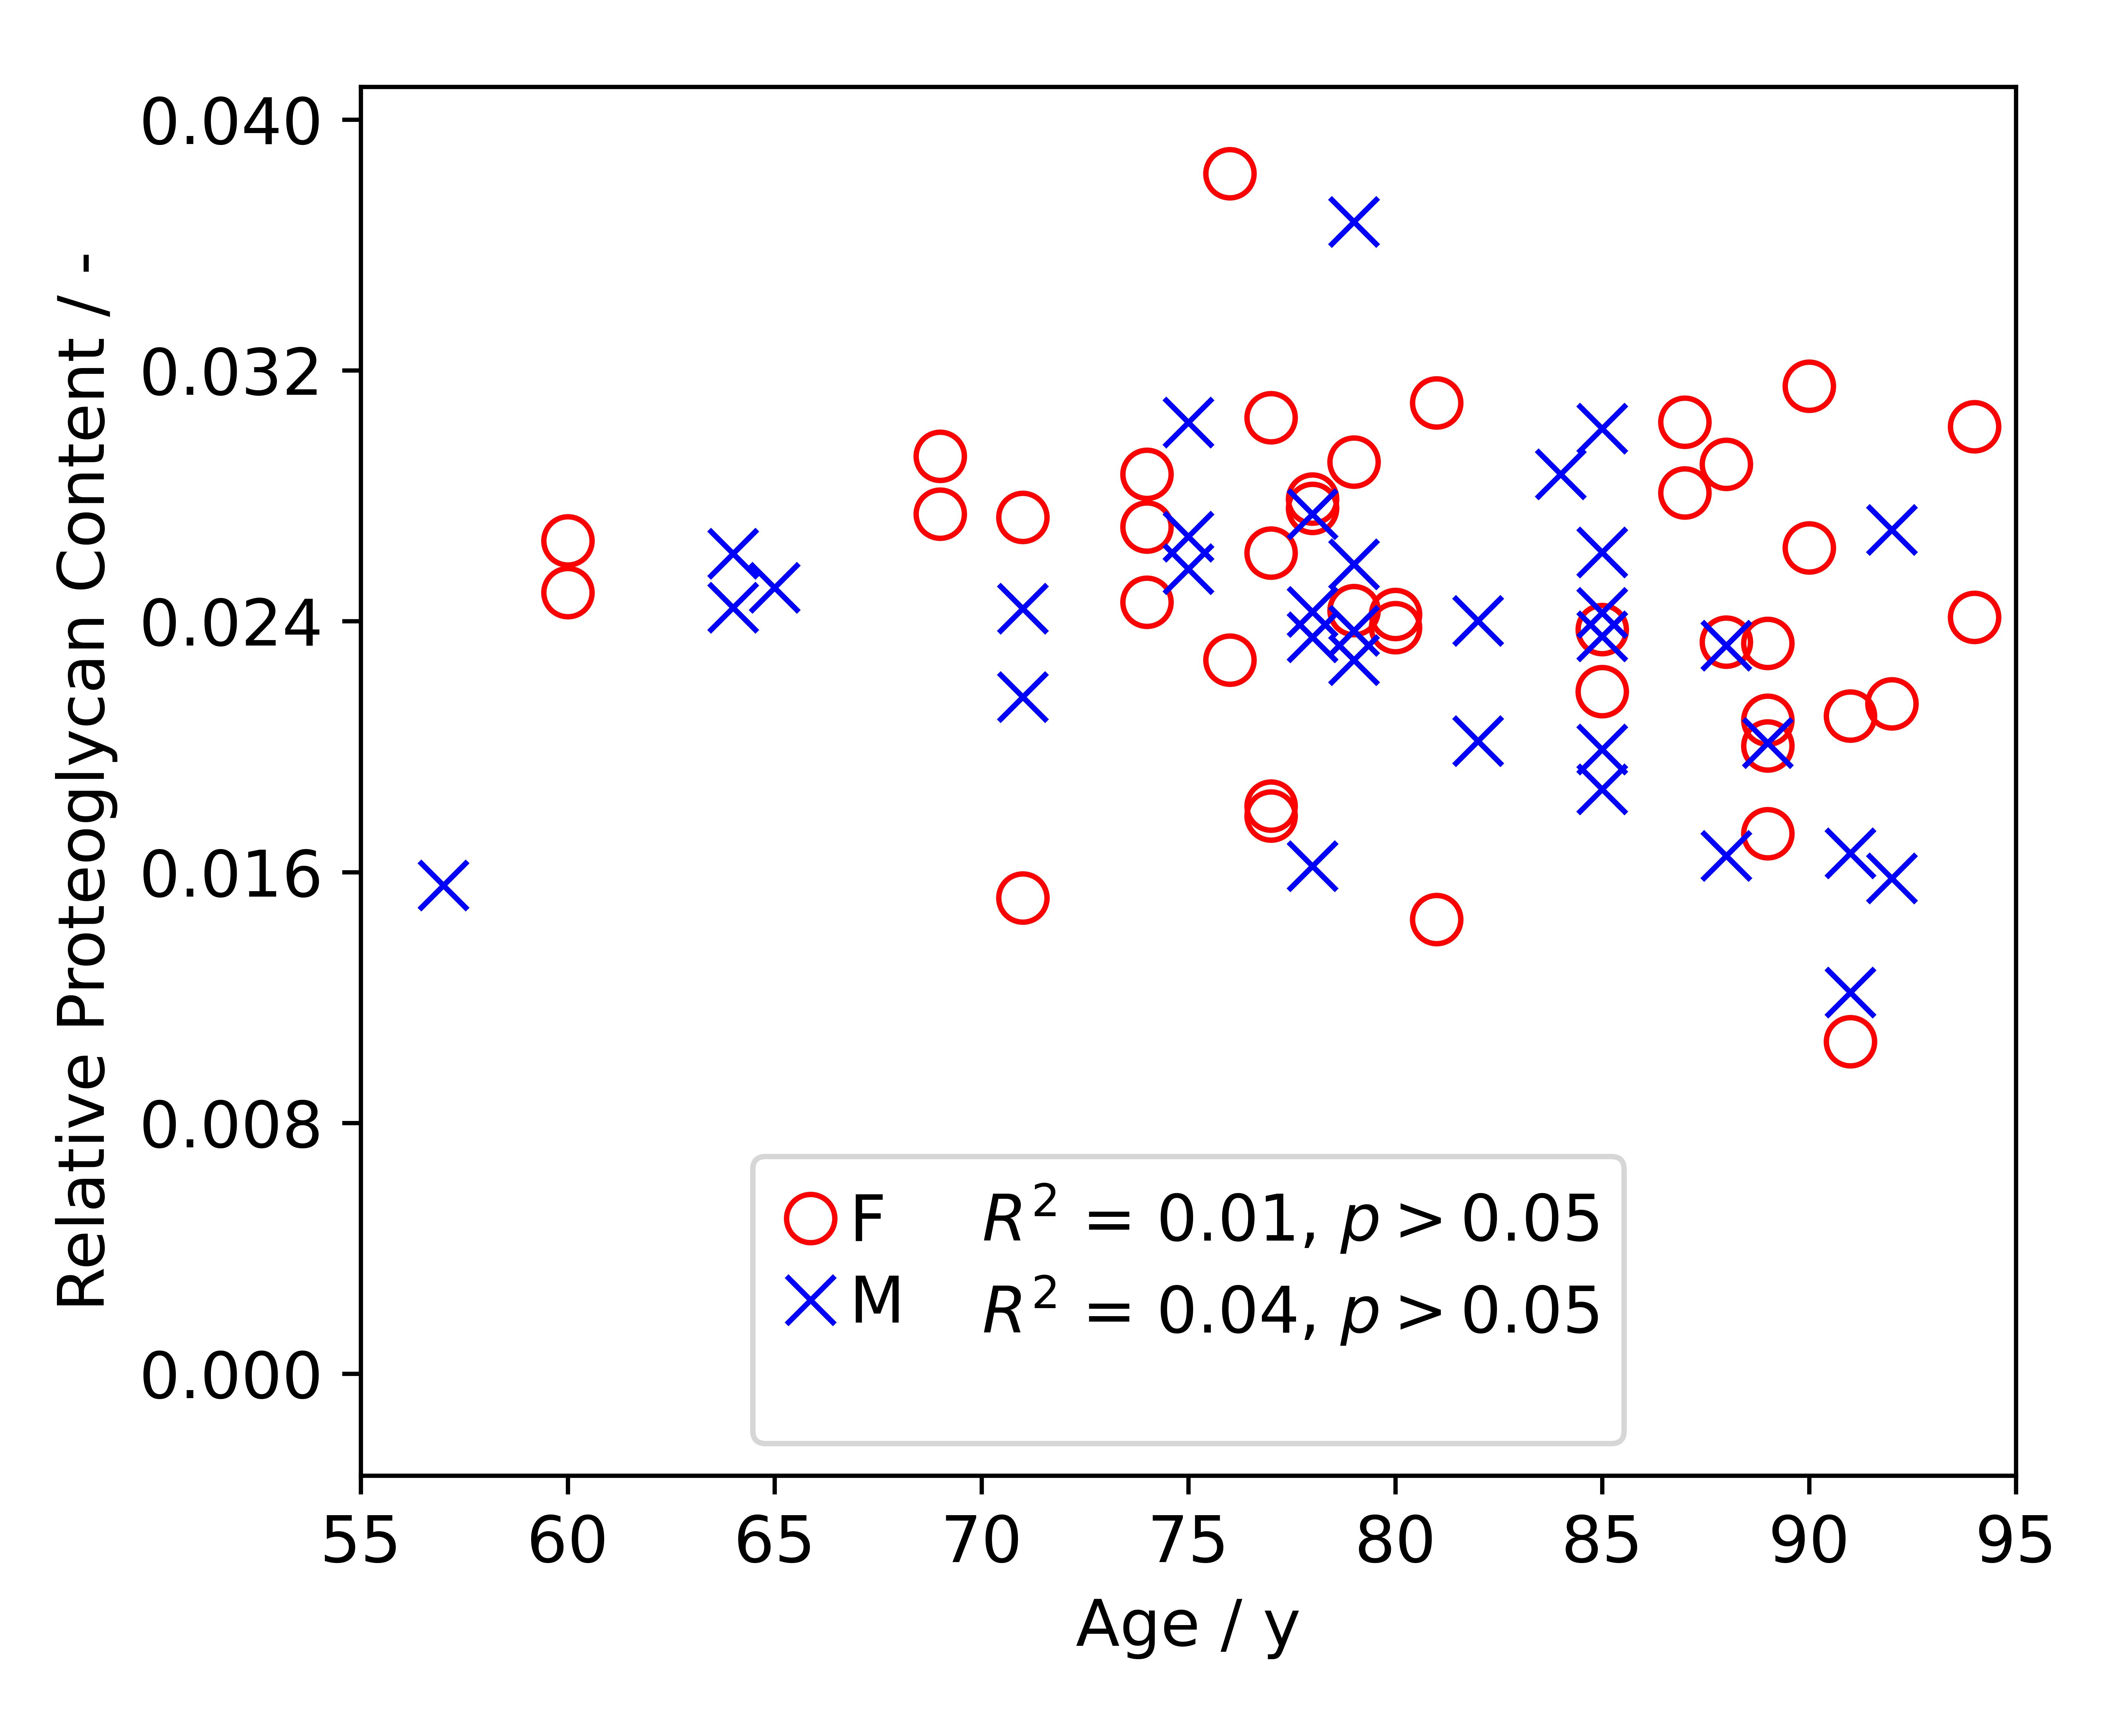 0.040
0.032
0.024
0.016
0.008
0.000
Relative Proteoglycan Content / -
F R² = 0.01, p > 0.05
M R² = 0.04, p > 0.05
55 60 65 70 75 80 85 90 95
Age / y